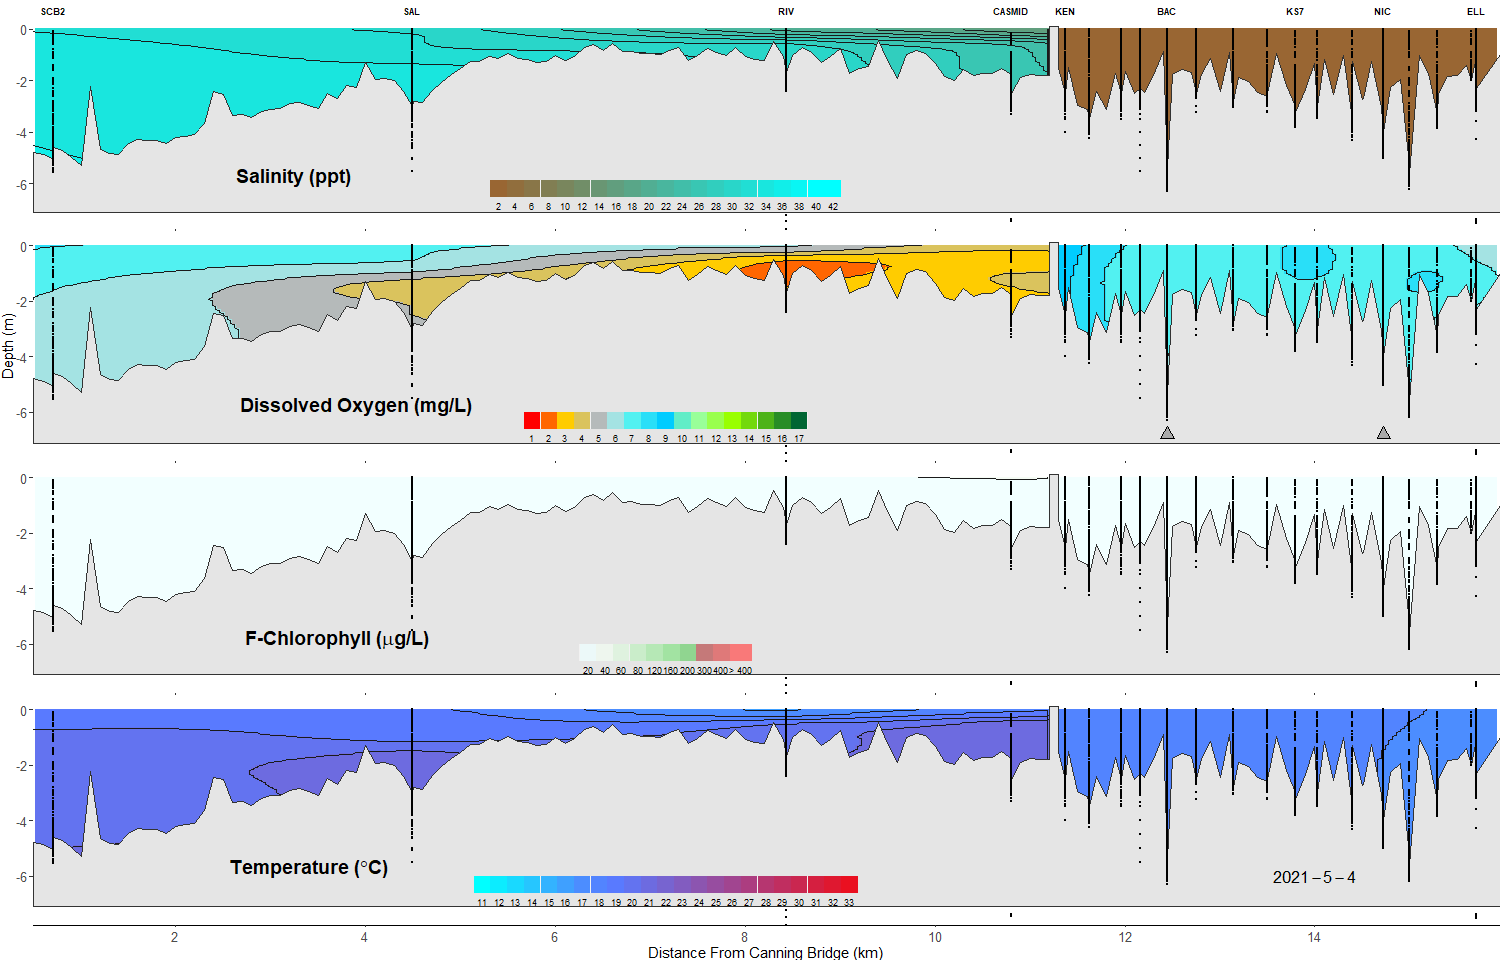 SCB2 SAL RIV CASMID KEN BAC KS7 NIC ELL
0
-2
-4
-6
Salinity (ppt)
2 4 6 8 10 12 14 16 18 20 22 24 26 28 30 32 34 36 38 40 42
0
-2
-4
-6
Depth (m)
Dissolved Oxygen (mg/L)
1 2 3 4 5 6 7 8 9 10 11 12 13 14 15 16 17
0
-2
-4
-6
F-Chlorophyll (µg/L)
20 40 60 80 120 160 200 300 400 > 400
0
-2
-4
-6
Temperature (°C)
2021-5-4
11 12 13 14 15 16 17 18 19 20 21 22 23 24 25 26 27 28 29 30 31 32 33
2 4 6 8 10 12 14
Distance From Canning Bridge (km)